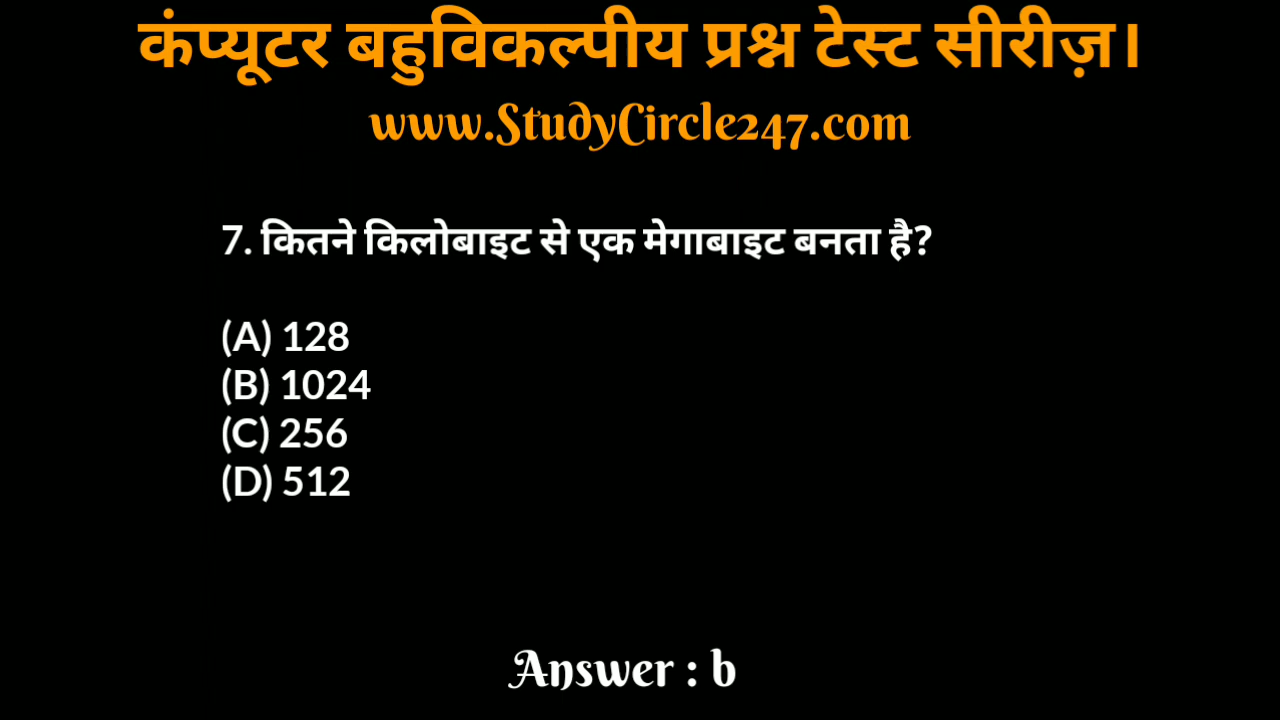 कंप्यूटर बहुविकल्पीय प्रश्न टेस्ट सीरीज़।
www.StudyCircle247.com
7. कितने किलोबाइट से एक मेगाबाइट बनता है?
(A) 128
(B) 1024
(C) 256
(D) 512
Answer : b